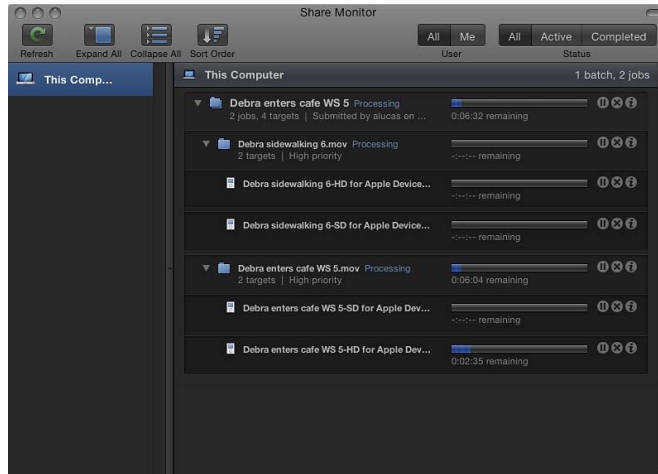 Share Monitor
Refresh Expand All Collapse All Sort Order
All Me
User
All Active Completed
Status
This Comp...
This Computer 1 batch, 2 jobs
Debra enters cafe WS 5 Processing
2 jobs, 4 targets | Submitted by alucas on ... 0:06:32 remaining
Debra sidewalking 6.mov Processing
2 targets | High priority -:--:-- remaining
Debra sidewalking 6-HD for Apple Device...
-:--:-- remaining
Debra sidewalking 6-SD for Apple Device...
-:--:-- remaining
Debra enters cafe WS 5.mov Processing
2 targets | High priority 0:06:04 remaining
Debra enters cafe WS 5-SD for Apple Dev...
-:--:-- remaining
Debra enters cafe WS 5-HD for Apple Dev...
0:02:35 remaining